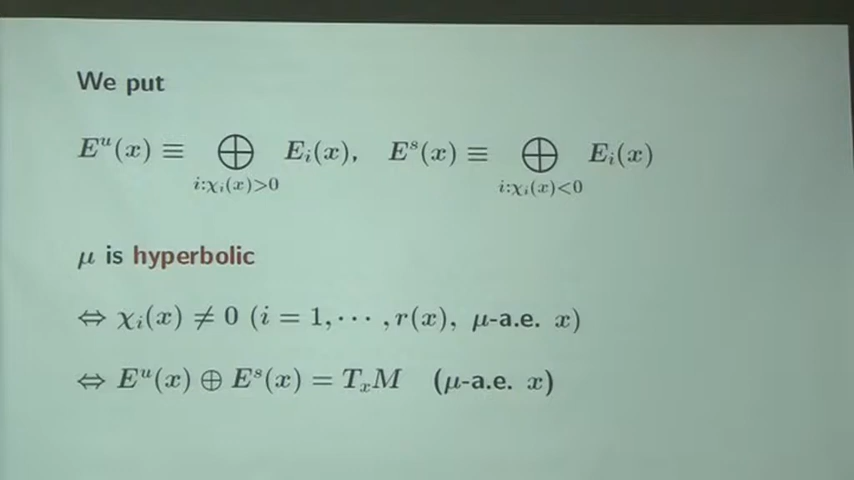 We put
E^u(x) ≡ ⊕_{i:χ_i(x)>0} E_i(x), E^s(x) ≡ ⊕_{i:χ_i(x)<0} E_i(x)
μ is hyperbolic
⇔ χ_i(x) ≠ 0 (i = 1, ⋯ , r(x), μ-a.e. x)
⇔ E^u(x) ⊕ E^s(x) = T_xM (μ-a.e. x)